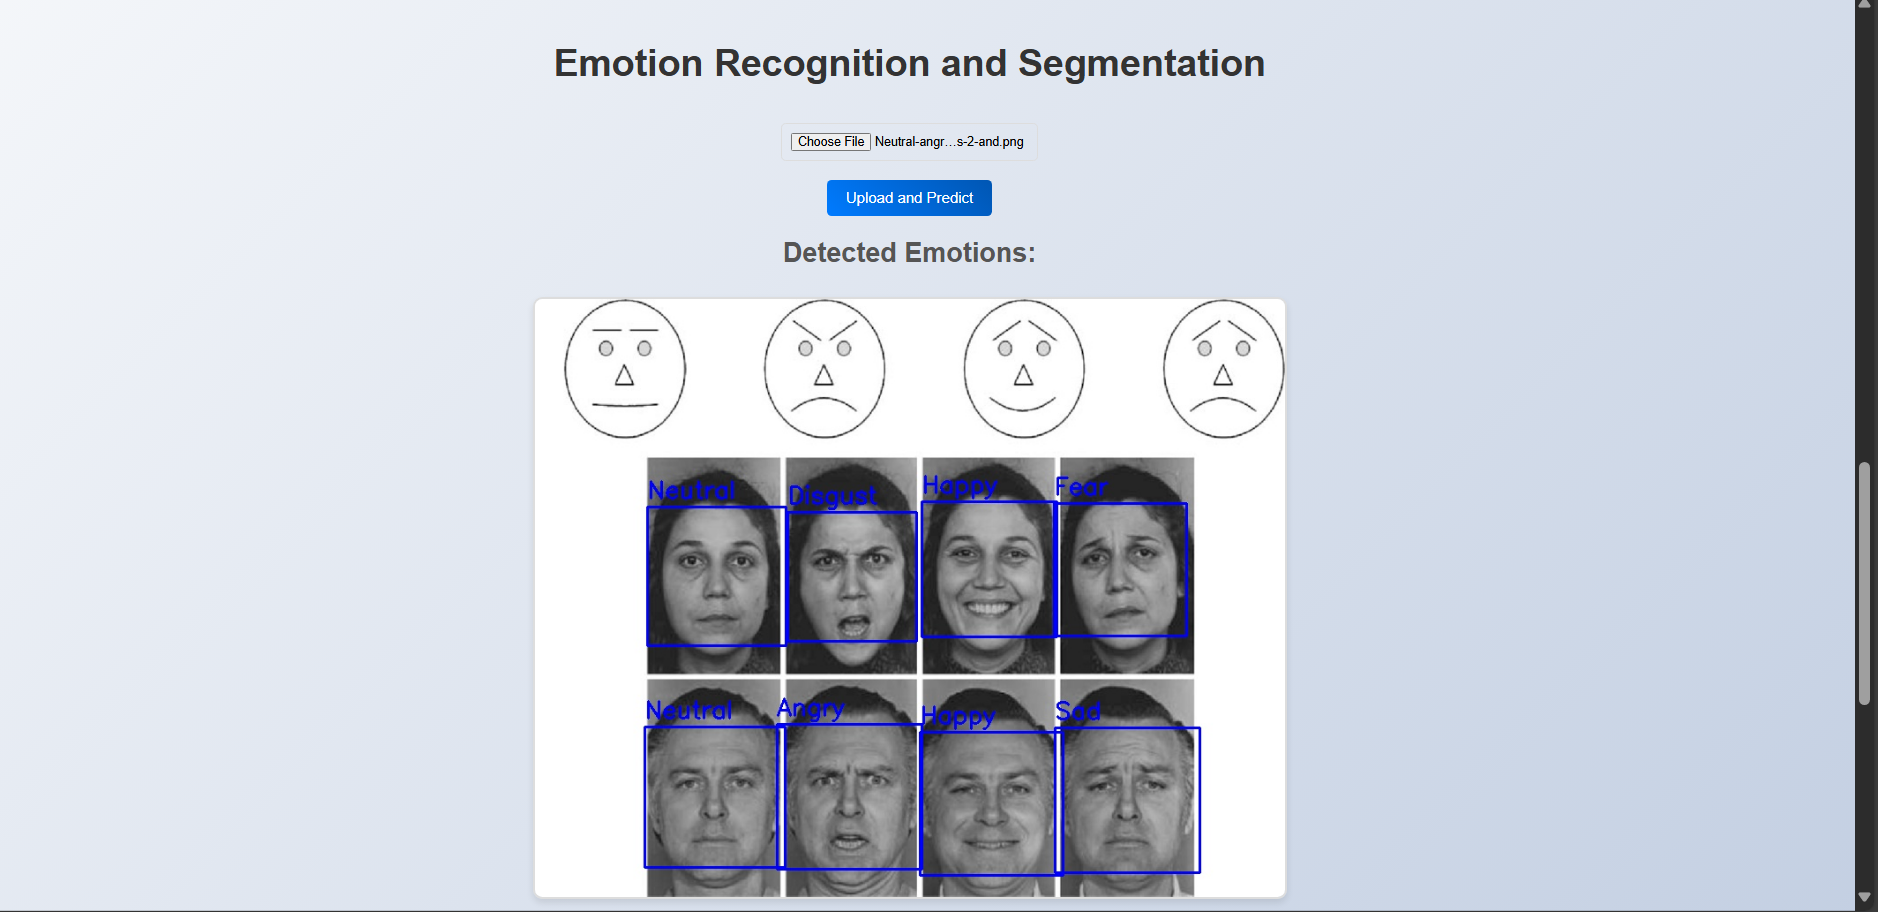 Emotion Recognition and Segmentation
Choose File Neutral-angr...s-2-and.png
Upload and Predict
Detected Emotions:
Neutral Disgust Happy Fear
Neutral Angry Happy Sad